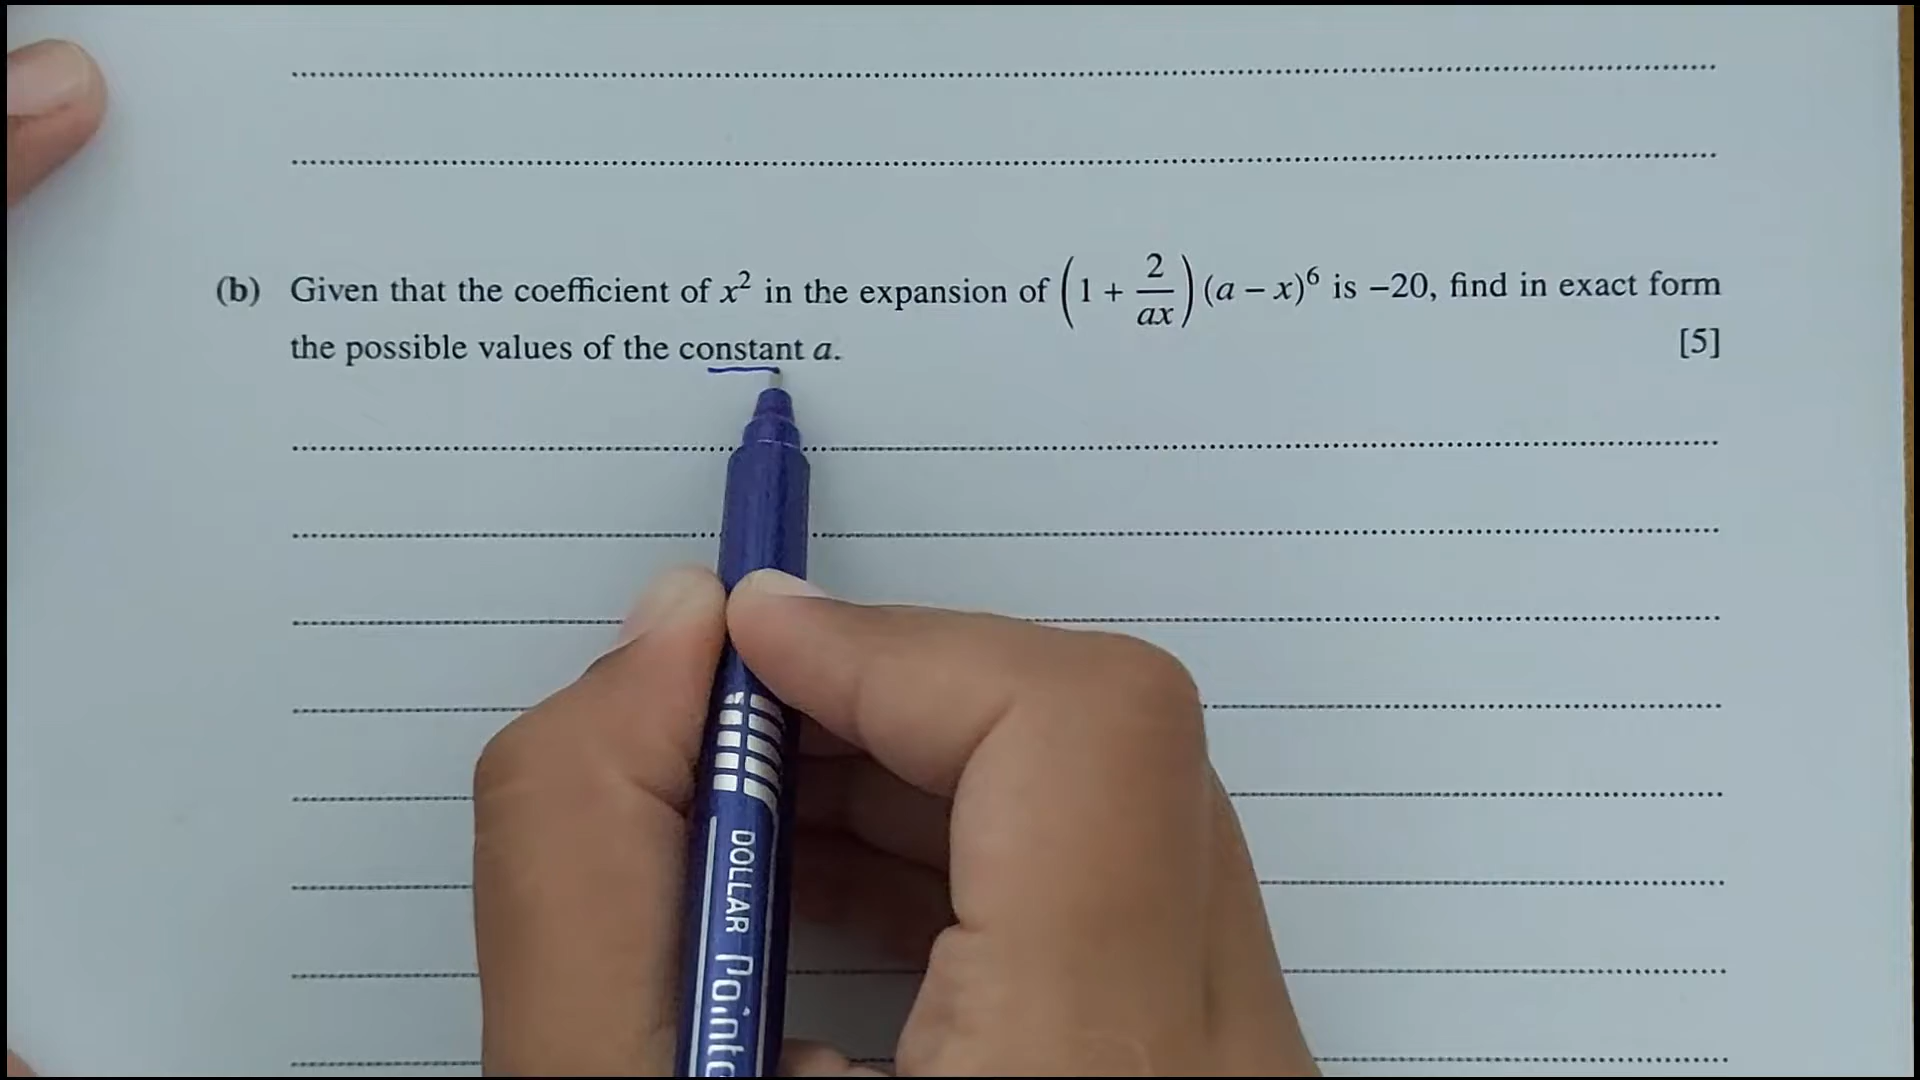 (b) Given that the coefficient of x² in the expansion of (1 + 2/ax)(a − x)⁶ is −20, find in exact form
the possible values of the constant a. [5]
DOLLAR Pointe